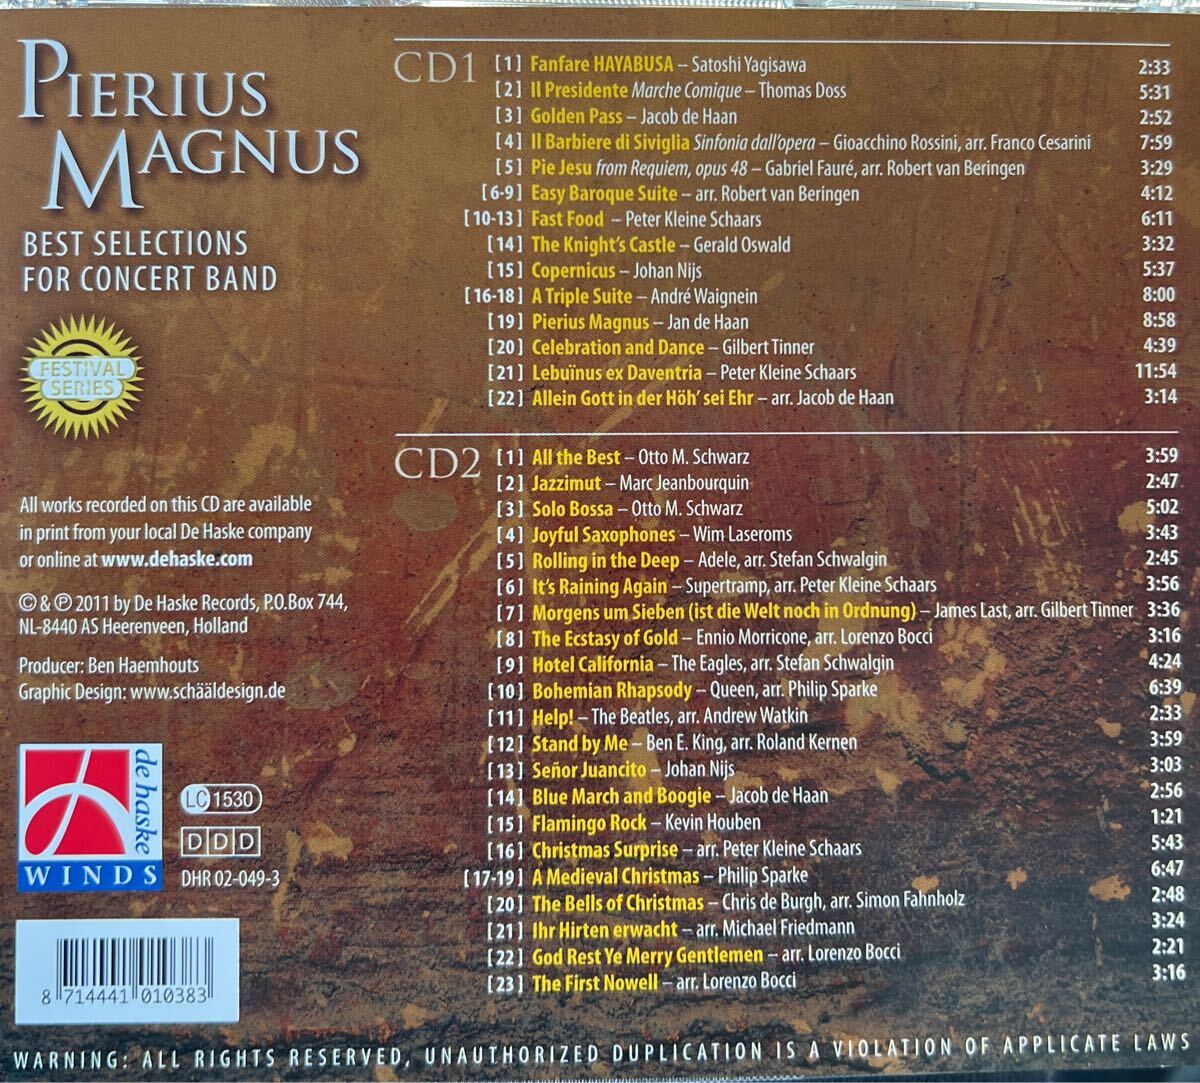 PIERIUS
MAGNUS
BEST SELECTIONS
FOR CONCERT BAND
FESTIVAL
SERIES
All works recorded on this CD are available
in print from your local De Haske company
or online at www.dehaske.com
© & ℗ 2011 by De Haske Records, P.O.Box 744,
NL-8440 AS Heerenveen, Holland
Producer: Ben Haemhouts
Graphic Design: www.schääldesign.de
de haske
WINDS
LC 1530
DDD
DHR 02-049-3
8 714441 010383
CD1
[1] Fanfare HAYABUSA – Satoshi Yagisawa 2:33
[2] Il Presidente Marche Comique – Thomas Doss 5:31
[3] Golden Pass – Jacob de Haan 2:52
[4] Il Barbiere di Siviglia Sinfonia dall'opera – Gioacchino Rossini, arr. Franco Cesarini 7:59
[5] Pie Jesu from Requiem, opus 48 – Gabriel Fauré, arr. Robert van Beringen 3:29
[6-9] Easy Baroque Suite – arr. Robert van Beringen 4:12
[10-13] Fast Food – Peter Kleine Schaars 6:11
[14] The Knight's Castle – Gerald Oswald 3:32
[15] Copernicus – Johan Nijs 5:37
[16-18] A Triple Suite – André Waignein 8:00
[19] Pierius Magnus – Jan de Haan 8:58
[20] Celebration and Dance – Gilbert Tinner 4:39
[21] Lebuïnus ex Daventria – Peter Kleine Schaars 11:54
[22] Allein Gott in der Höh' sei Ehr – arr. Jacob de Haan 3:14
CD2
[1] All the Best – Otto M. Schwarz 3:59
[2] Jazzimut – Marc Jeanbourquin 2:47
[3] Solo Bossa – Otto M. Schwarz 5:02
[4] Joyful Saxophones – Wim Laseroms 3:43
[5] Rolling in the Deep – Adele, arr. Stefan Schwalgin 2:45
[6] It's Raining Again – Supertramp, arr. Peter Kleine Schaars 3:56
[7] Morgens um Sieben (ist die Welt noch in Ordnung) – James Last, arr. Gilbert Tinner 3:36
[8] The Ecstasy of Gold – Ennio Morricone, arr. Lorenzo Bocci 3:16
[9] Hotel California – The Eagles, arr. Stefan Schwalgin 4:24
[10] Bohemian Rhapsody – Queen, arr. Philip Sparke 6:39
[11] Help! – The Beatles, arr. Andrew Watkin 2:33
[12] Stand by Me – Ben E. King, arr. Roland Kernen 3:59
[13] Señor Juancito – Johan Nijs 3:03
[14] Blue March and Boogie – Jacob de Haan 2:56
[15] Flamingo Rock – Kevin Houben 1:21
[16] Christmas Surprise – arr. Peter Kleine Schaars 5:43
[17-19] A Medieval Christmas – Philip Sparke 6:47
[20] The Bells of Christmas – Chris de Burgh, arr. Simon Fahnholz 2:48
[21] Ihr Hirten erwacht – arr. Michael Friedmann 3:24
[22] God Rest Ye Merry Gentlemen – arr. Lorenzo Bocci 2:21
[23] The First Nowell – arr. Lorenzo Bocci 3:16
WARNING: ALL RIGHTS RESERVED, UNAUTHORIZED DUPLICATION IS A VIOLATION OF APPLICATE LAWS